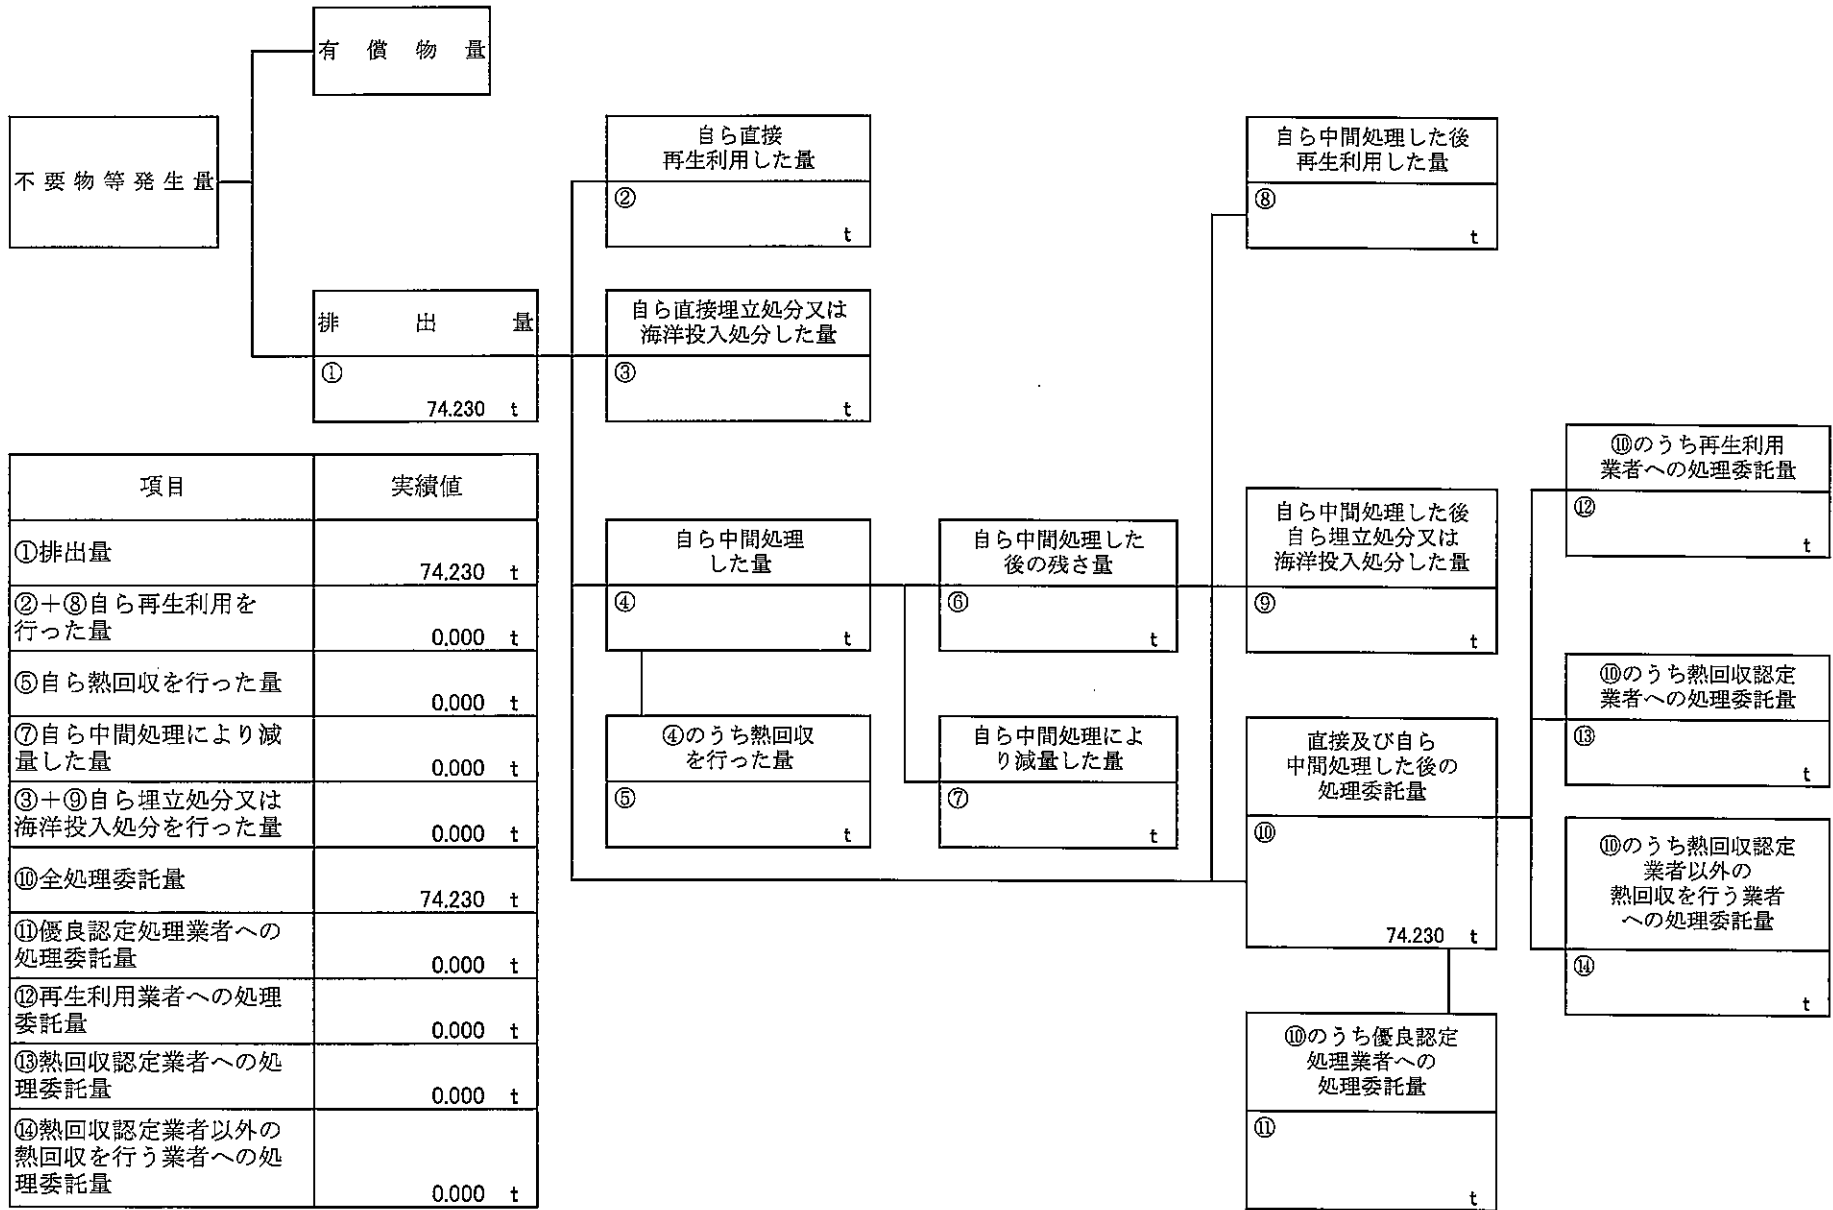 有償物量
不要物等発生量
排出量
①
74.230 t
自ら直接
再生利用した量
②
t
自ら直接埋立処分又は
海洋投入処分した量
③
t
自ら中間処理
した量
④
t
④のうち熱回収
を行った量
⑤
t
自ら中間処理した
後の残さ量
⑥
t
自ら中間処理によ
り減量した量
⑦
t
自ら中間処理した後
再生利用した量
⑧
t
自ら中間処理した後
自ら埋立処分又は
海洋投入処分した量
⑨
t
直接及び自ら
中間処理した後の
処理委託量
⑩
74.230 t
⑩のうち優良認定
処理業者への
処理委託量
⑪
t
⑩のうち再生利用
業者への処理委託量
⑫
t
⑩のうち熱回収認定
業者への処理委託量
⑬
t
⑩のうち熱回収認定
業者以外の
熱回収を行う業者
への処理委託量
⑭
t
項目 実績値
①排出量
74.230 t
②+⑧自ら再生利用を
行った量 0.000 t
⑤自ら熱回収を行った量
0.000 t
⑦自ら中間処理により減
量した量 0.000 t
③+⑨自ら埋立処分又は
海洋投入処分を行った量 0.000 t
⑩全処理委託量
74.230 t
⑪優良認定処理業者への
処理委託量 0.000 t
⑫再生利用業者への処理
委託量 0.000 t
⑬熱回収認定業者への処
理委託量 0.000 t
⑭熱回収認定業者以外の
熱回収を行う業者への処
理委託量 0.000 t